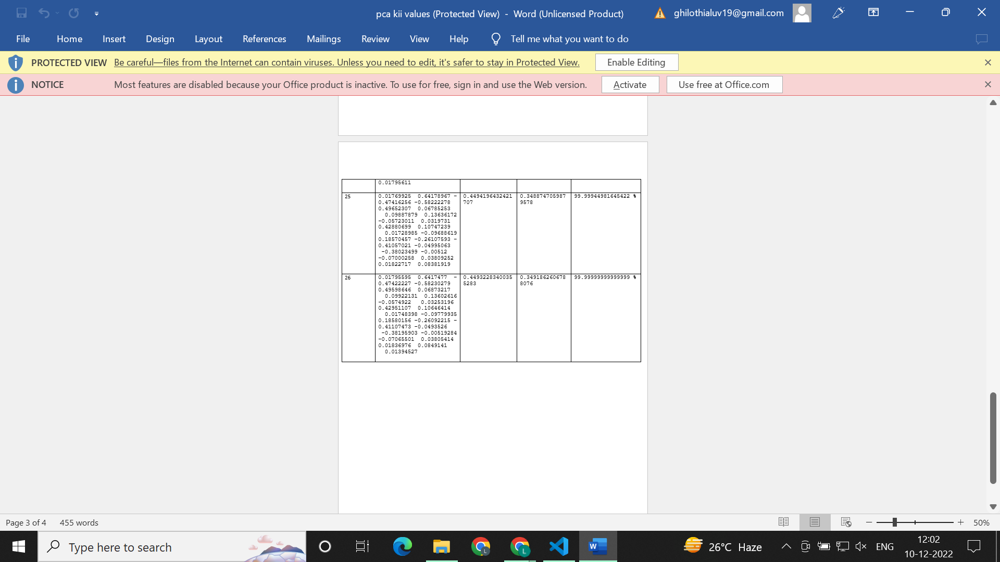 pca kii values (Protected View) - Word (Unlicensed Product)
ghilothialuv19@gmail.com
File Home Insert Design Layout References Mailings Review View Help Tell me what you want to do
PROTECTED VIEW Be careful—files from the Internet can contain viruses. Unless you need to edit, it's safer to stay in Protected View. Enable Editing
NOTICE Most features are disabled because your Office product is inactive. To use for free, sign in and use the Web version. Activate Use free at Office.com
0.01795611
25
0.01769925 0.64178967 -
0.47416256 -0.58222278
0.49652307 0.06785253
0.09887879 0.13636172
-0.05723011 0.0319731
0.42880699 0.10747239
0.01728985 -0.09688619
0.18570457 -0.26107593 -
0.41057021 -0.04995063
-0.38023499 -0.00512
-0.07000258 0.03809252
0.01822717 0.08381919
0.4494196432421
707
0.348874705987
9578
99.99944981645422 %
26
0.01795595 0.6417477 -
0.47422227 -0.58230279
0.49598646 0.06873217
0.09922131 0.13602616
-0.0574922 0.03253196
0.42951107 0.10646414
0.01748398 -0.09779935
0.18580156 -0.26092215 -
0.41107473 -0.0493526
-0.38195903 -0.00519284
-0.07065501 0.03805414
0.01836976 0.0849141
0.01394527
0.4493228340035
5283
0.349186260678
8076
99.99999999999999 %
Page 3 of 4 455 words
50%
Type here to search
26°C Haze
ENG
12:02
10-12-2022